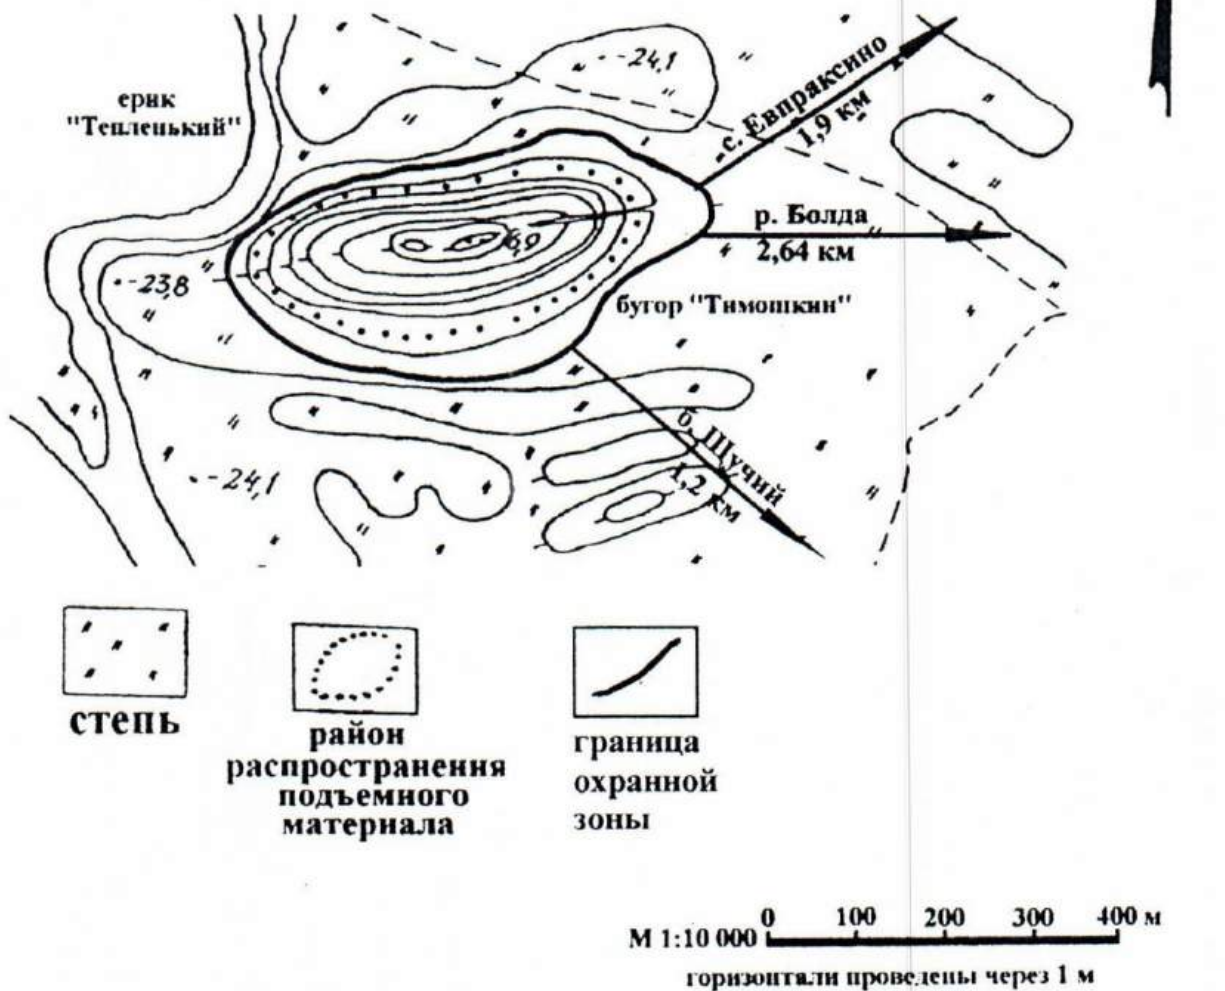 -24,1
ерик
"Тепленький"
с. Евпраксино
1,9 км
р. Болда
2,64 км
-23,8
бугор "Тимошкин"
б. Щучий
1,2 км
-24,1
степь
район
распространения
подъемного
материала
граница
охранной
зоны
0 100 200 300 400 м
М 1:10 000
горизонтали проведены через 1 м